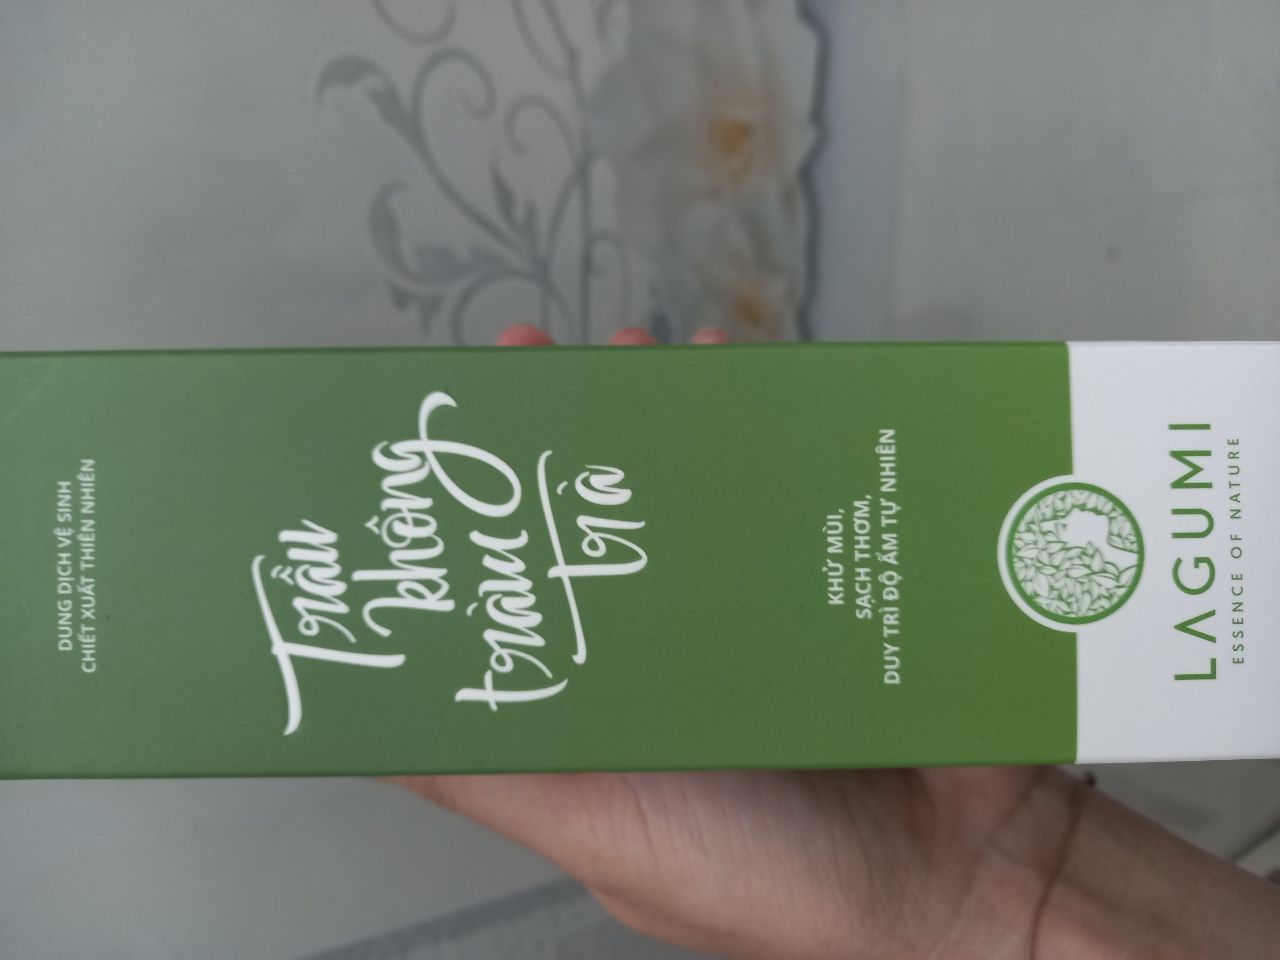 DUNG DỊCH VỆ SINH
CHIẾT XUẤT THIÊN NHIÊN
Trầu
không
tràm
trà
KHỬ MÙI,
SẠCH THƠM,
DUY TRÌ ĐỘ ẨM TỰ NHIÊN
LAGUMI
ESSENCE OF NATURE